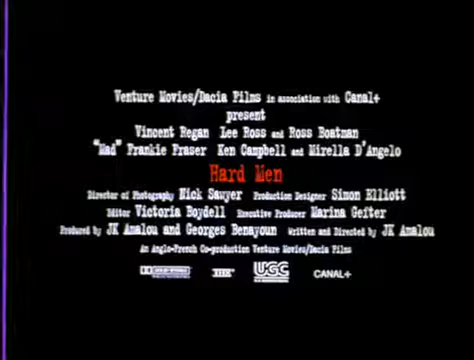 Venture Movies/Dacia Films in association with Canal+
present
Vincent Regan Lee Ross and Ross Boatman
"Mad" Frankie Fraser Ken Campbell and Mirella D'Angelo
Hard Men
Director of Photography Nick Sawyer Production Designer Simon Elliott
Editor Victoria Boydell Executive Producer Marina Gefter
Produced by JK Amalou and Georges Benayoun Written and Directed by JK Amalou
An Anglo-French Co-production Venture Movies/Dacia Films
UGC CANAL+